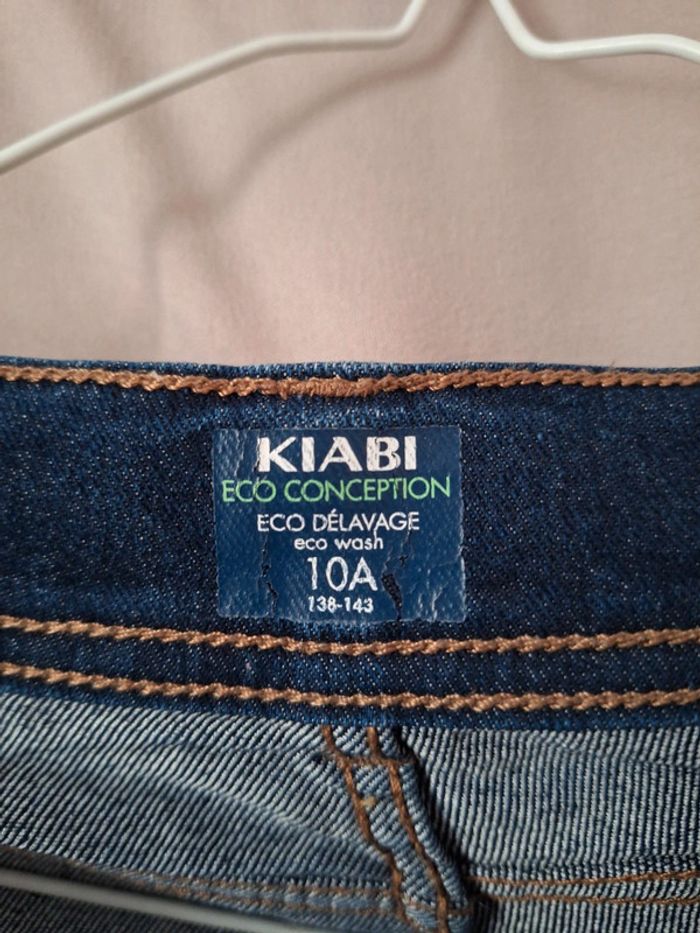 KIABI
ECO CONCEPTION
ECO DÉLAVAGE
eco wash
10A
138-143